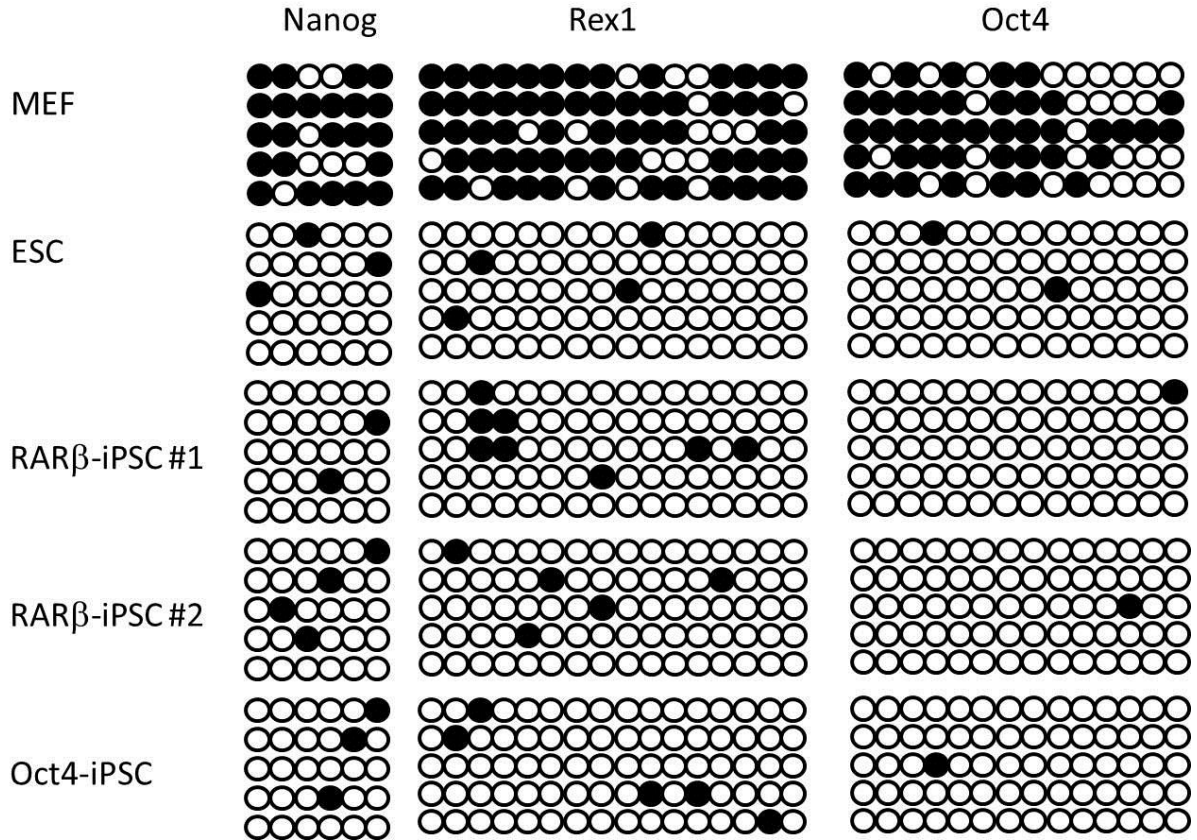 Nanog Rex1 Oct4
MEF
ESC
RARβ-iPSC #1
RARβ-iPSC #2
Oct4-iPSC